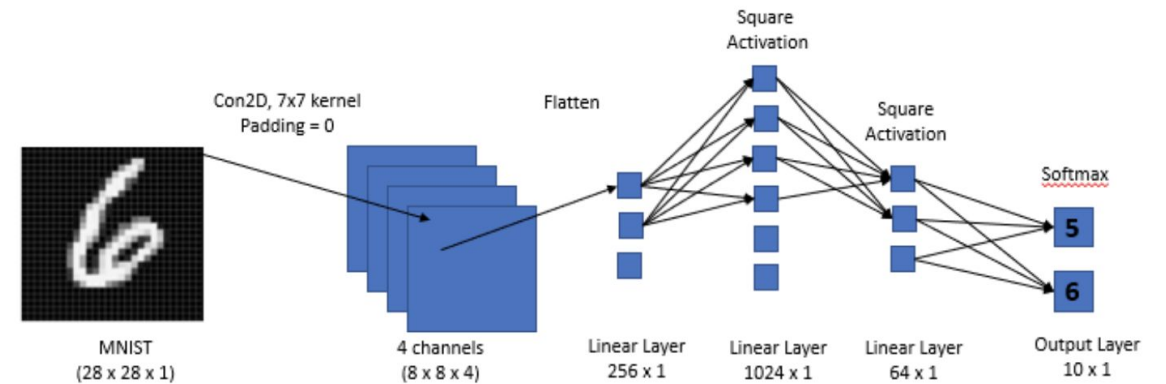 Square
Activation
Con2D, 7x7 kernel
Padding = 0
Flatten
Square
Activation
Softmax
5
6
MNIST
(28 x 28 x 1)
4 channels
(8 x 8 x 4)
Linear Layer
256 x 1
Linear Layer
1024 x 1
Linear Layer
64 x 1
Output Layer
10 x 1